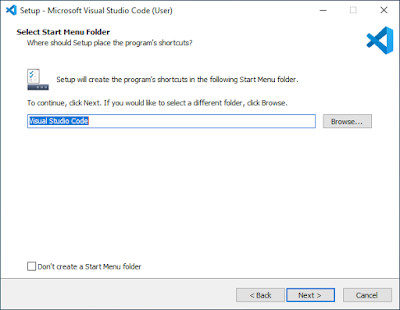 Setup - Microsoft Visual Studio Code (User)
Select Start Menu Folder
Where should Setup place the program's shortcuts?
Setup will create the program's shortcuts in the following Start Menu folder.
To continue, click Next. If you would like to select a different folder, click Browse.
Visual Studio Code
Browse...
Don't create a Start Menu folder
< Back
Next >
Cancel